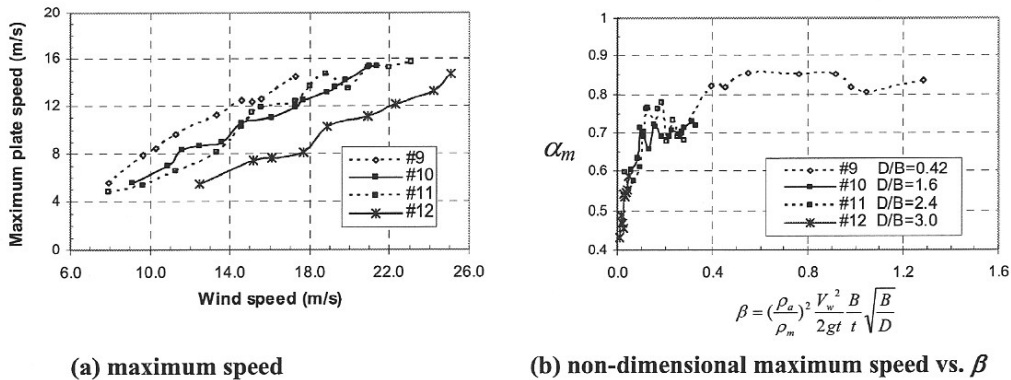 Maximum plate speed (m/s)
20
16
12
8
4
0
6.0 10.0 14.0 18.0 22.0 26.0
Wind speed (m/s)
#9
#10
#11
#12
(a) maximum speed
α_m
1
0.9
0.8
0.7
0.6
0.5
0.4
0.0 0.4 0.8 1.2 1.6
#9 D/B=0.42
#10 D/B=1.6
#11 D/B=2.4
#12 D/B=3.0
β = (ρ_a/ρ_m)² V_w²/2gt B/t √(B/D)
(b) non-dimensional maximum speed vs. β